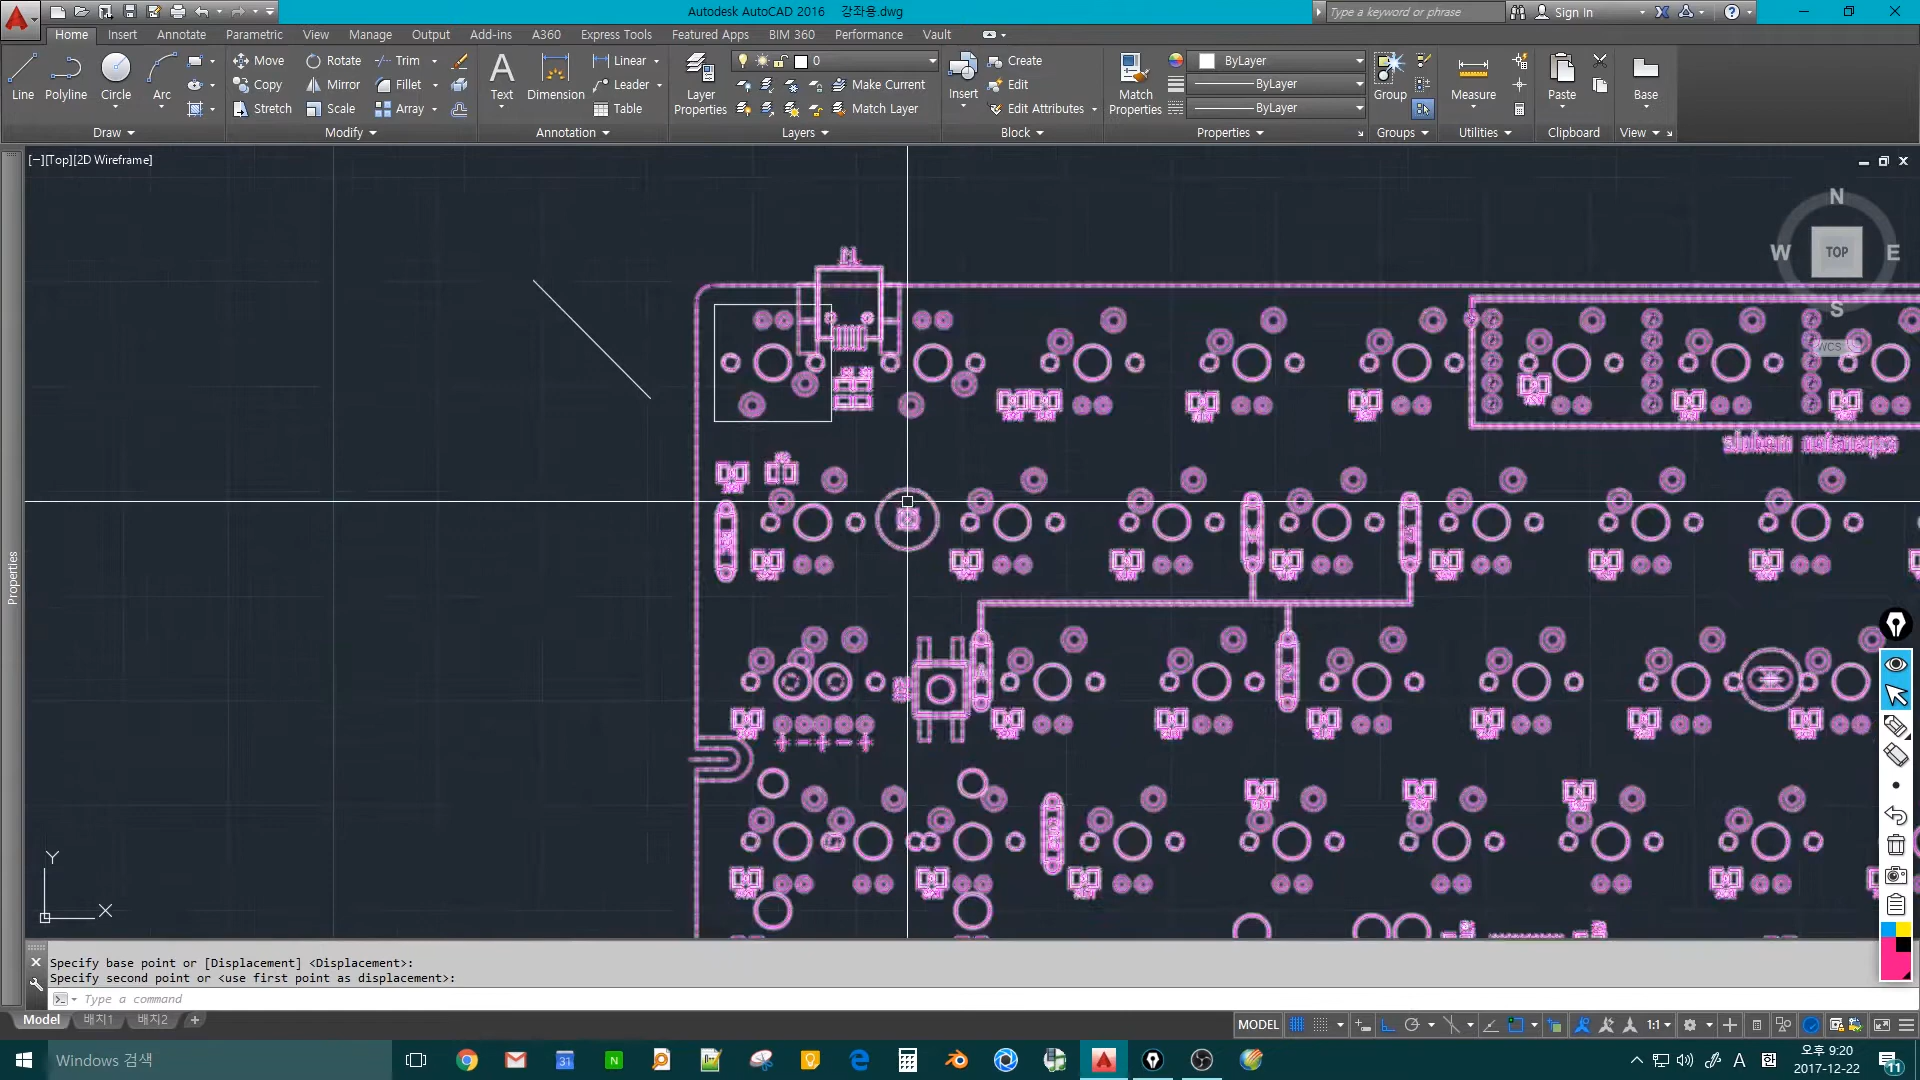 Autodesk AutoCAD 2016 강좌용.dwg
Type a keyword or phrase
Sign In
Home Insert Annotate Parametric View Manage Output Add-ins A360 Express Tools Featured Apps BIM 360 Performance Vault
Line Polyline Circle Arc
Draw
Move Rotate Trim
Copy Mirror Fillet
Stretch Scale Array
Modify
Text Dimension
Linear
Leader
Table
Annotation
Layer Properties
0
Make Current
Match Layer
Layers
Insert
Create
Edit
Edit Attributes
Block
Match Properties
ByLayer
ByLayer
ByLayer
Properties
Group
Groups
Measure
Utilities
Paste
Clipboard
Base
View
[−][Top][2D Wireframe]
N
W TOP E
S
WCS
Properties
Y
X
Specify base point or [Displacement] <Displacement>:
Specify second point or <use first point as displacement>:
Type a command
Model 배치1 배치2
MODEL 1:1
Windows 검색
31
N
A
오후 9:20
2017-12-22
11